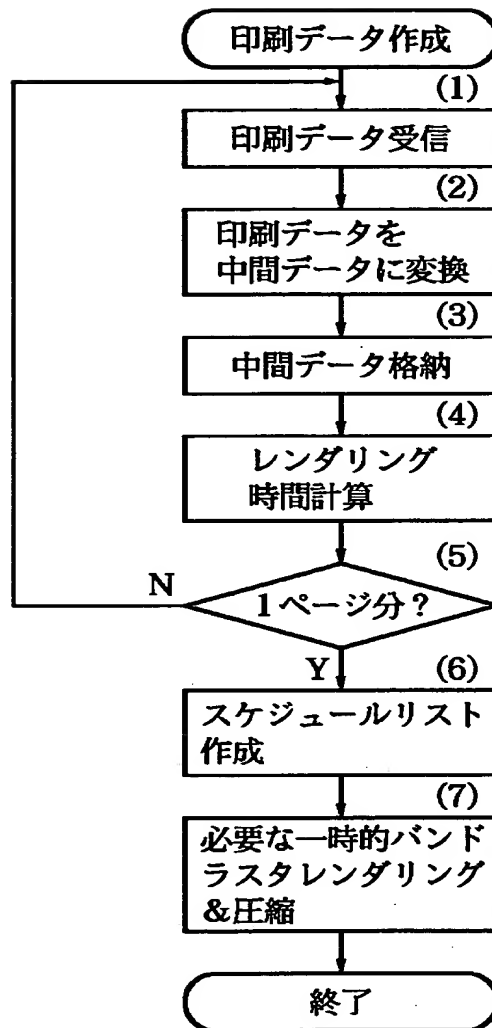 印刷データ作成
(1)
印刷データ受信
(2)
印刷データを
中間データに変換
(3)
中間データ格納
(4)
レンダリング
時間計算
(5)
N
1ページ分?
Y
(6)
スケジュールリスト
作成
(7)
必要な一時的バンド
ラスタレンダリング
&圧縮
終了